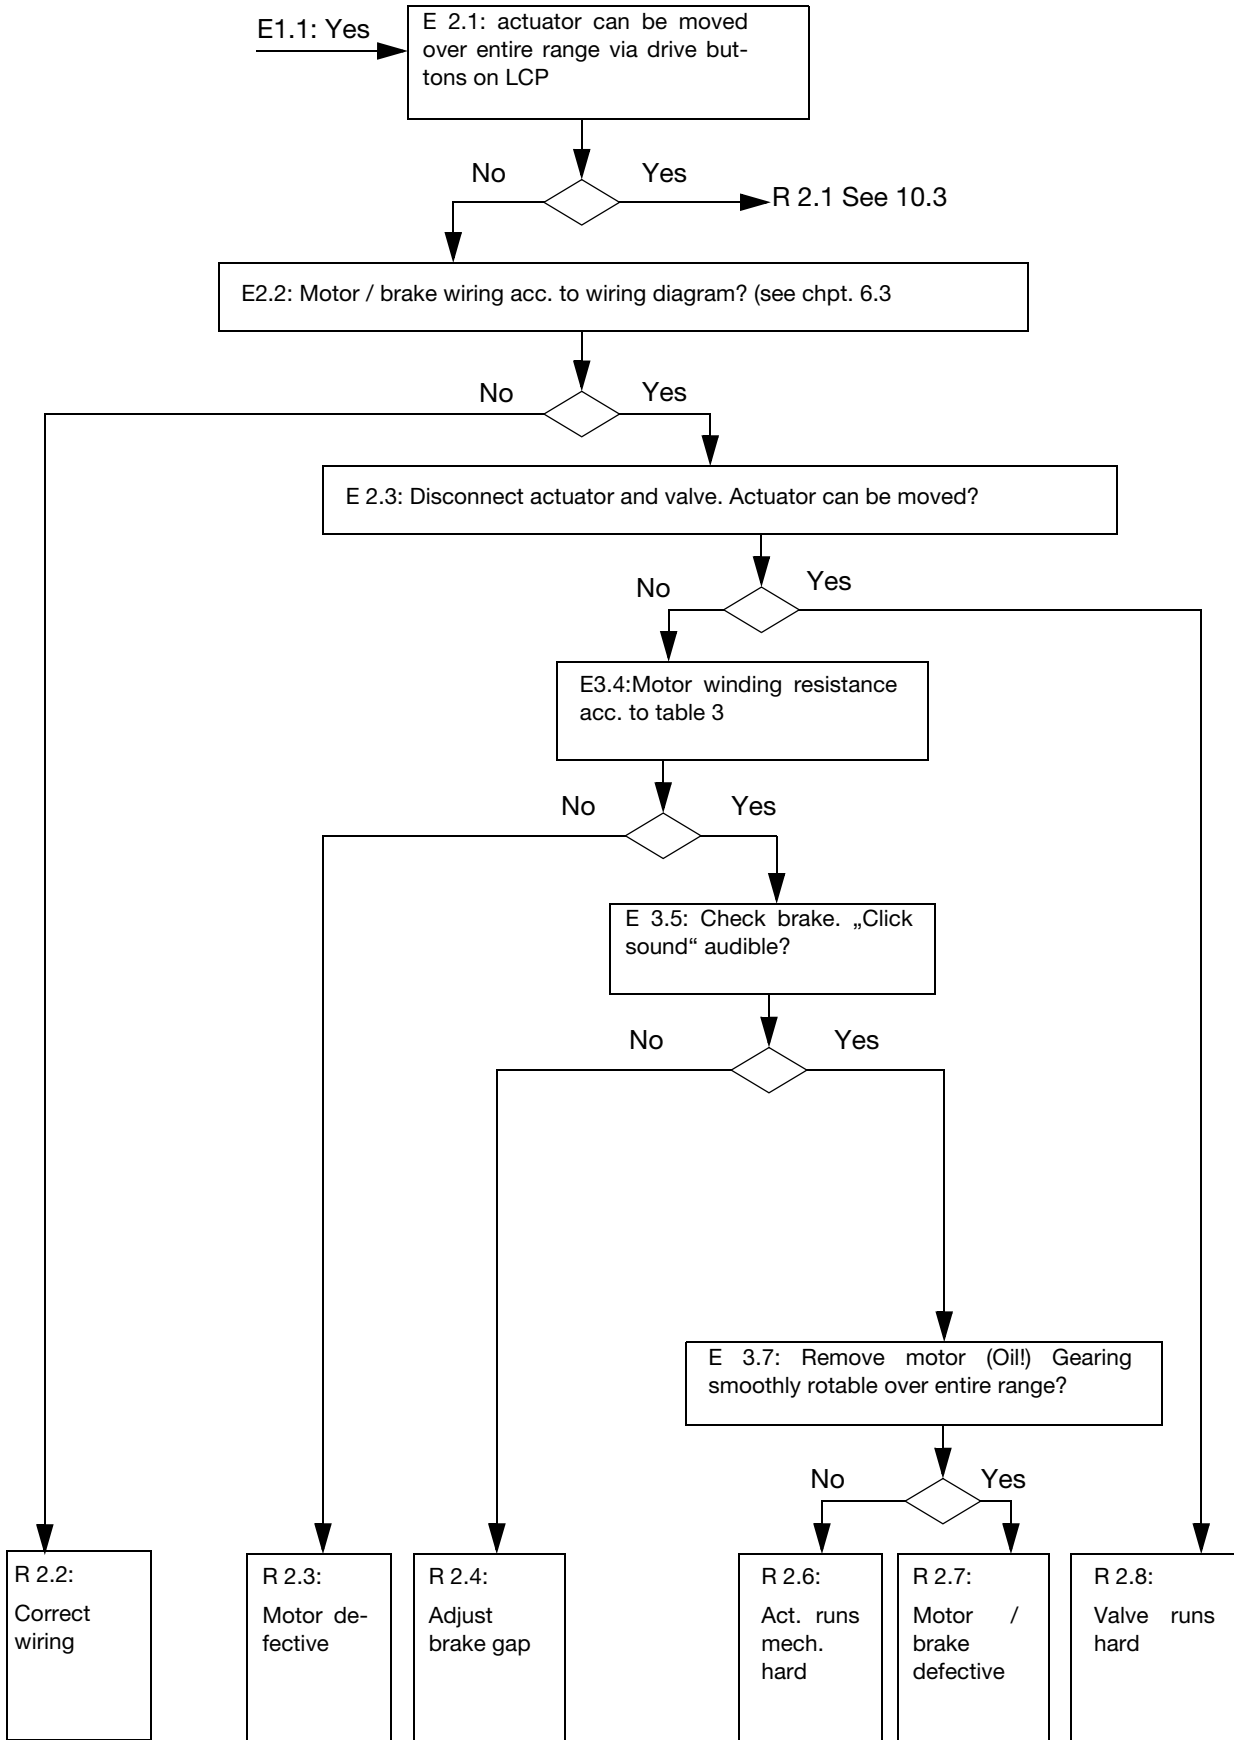 E1.1: Yes
E 2.1: actuator can be moved
over entire range via drive but-
tons on LCP
No
Yes
R 2.1 See 10.3
E2.2: Motor / brake wiring acc. to wiring diagram? (see chpt. 6.3
No
Yes
E 2.3: Disconnect actuator and valve. Actuator can be moved?
No
Yes
E3.4:Motor winding resistance
acc. to table 3
No
Yes
E 3.5: Check brake. „Click
sound“ audible?
No
Yes
E 3.7: Remove motor (Oil!) Gearing
smoothly rotable over entire range?
No
Yes
R 2.2:
Correct
wiring
R 2.3:
Motor de-
fective
R 2.4:
Adjust
brake gap
R 2.6:
Act. runs
mech.
hard
R 2.7:
Motor /
brake
defective
R 2.8:
Valve runs
hard